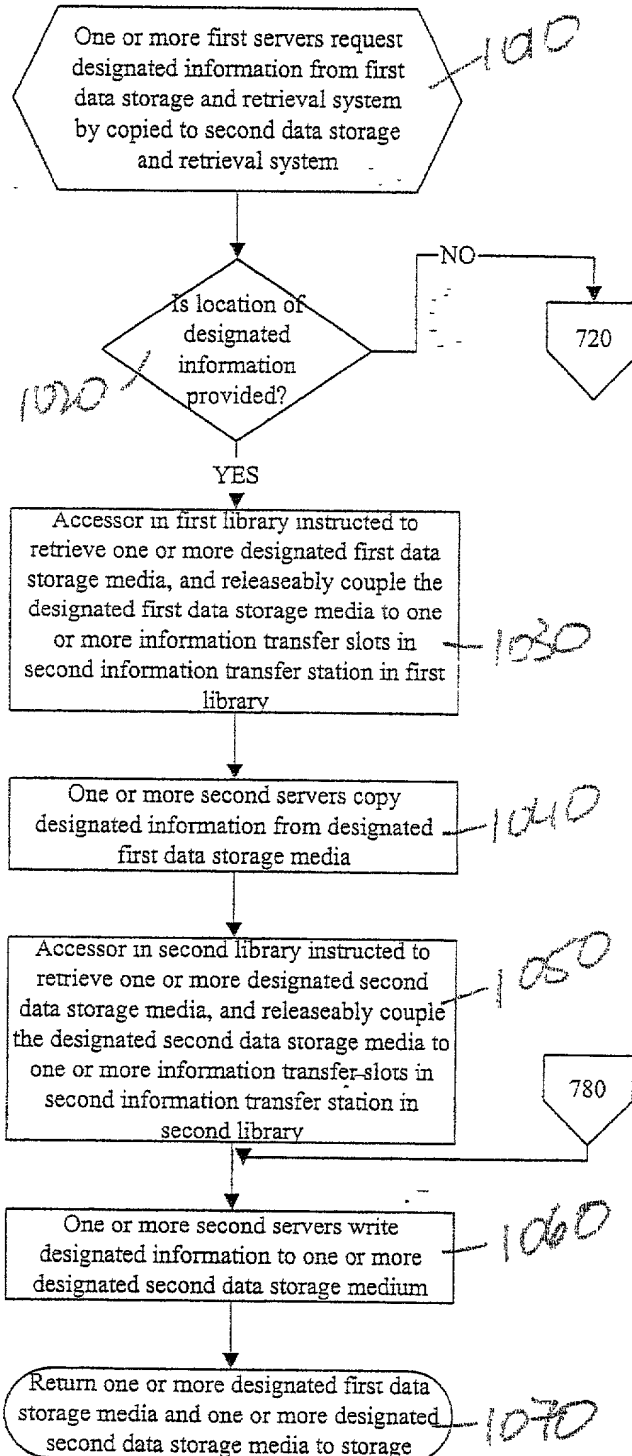 One or more first servers request
designated information from first
data storage and retrieval system
by copied to second data storage
and retrieval system
1010
NO
720
Is location of
designated
information
provided?
1020
YES
Accessor in first library instructed to
retrieve one or more designated first data
storage media, and releaseably couple the
designated first data storage media to one
or more information transfer slots in
second information transfer station in first
library
1030
One or more second servers copy
designated information from designated
first data storage media
1040
Accessor in second library instructed to
retrieve one or more designated second
data storage media, and releaseably couple
the designated second data storage media to
one or more information transfer slots in
second information transfer station in
second library
1050
780
One or more second servers write
designated information to one or more
designated second data storage medium
1060
Return one or more designated first data
storage media and one or more designated
second data storage media to storage
1070